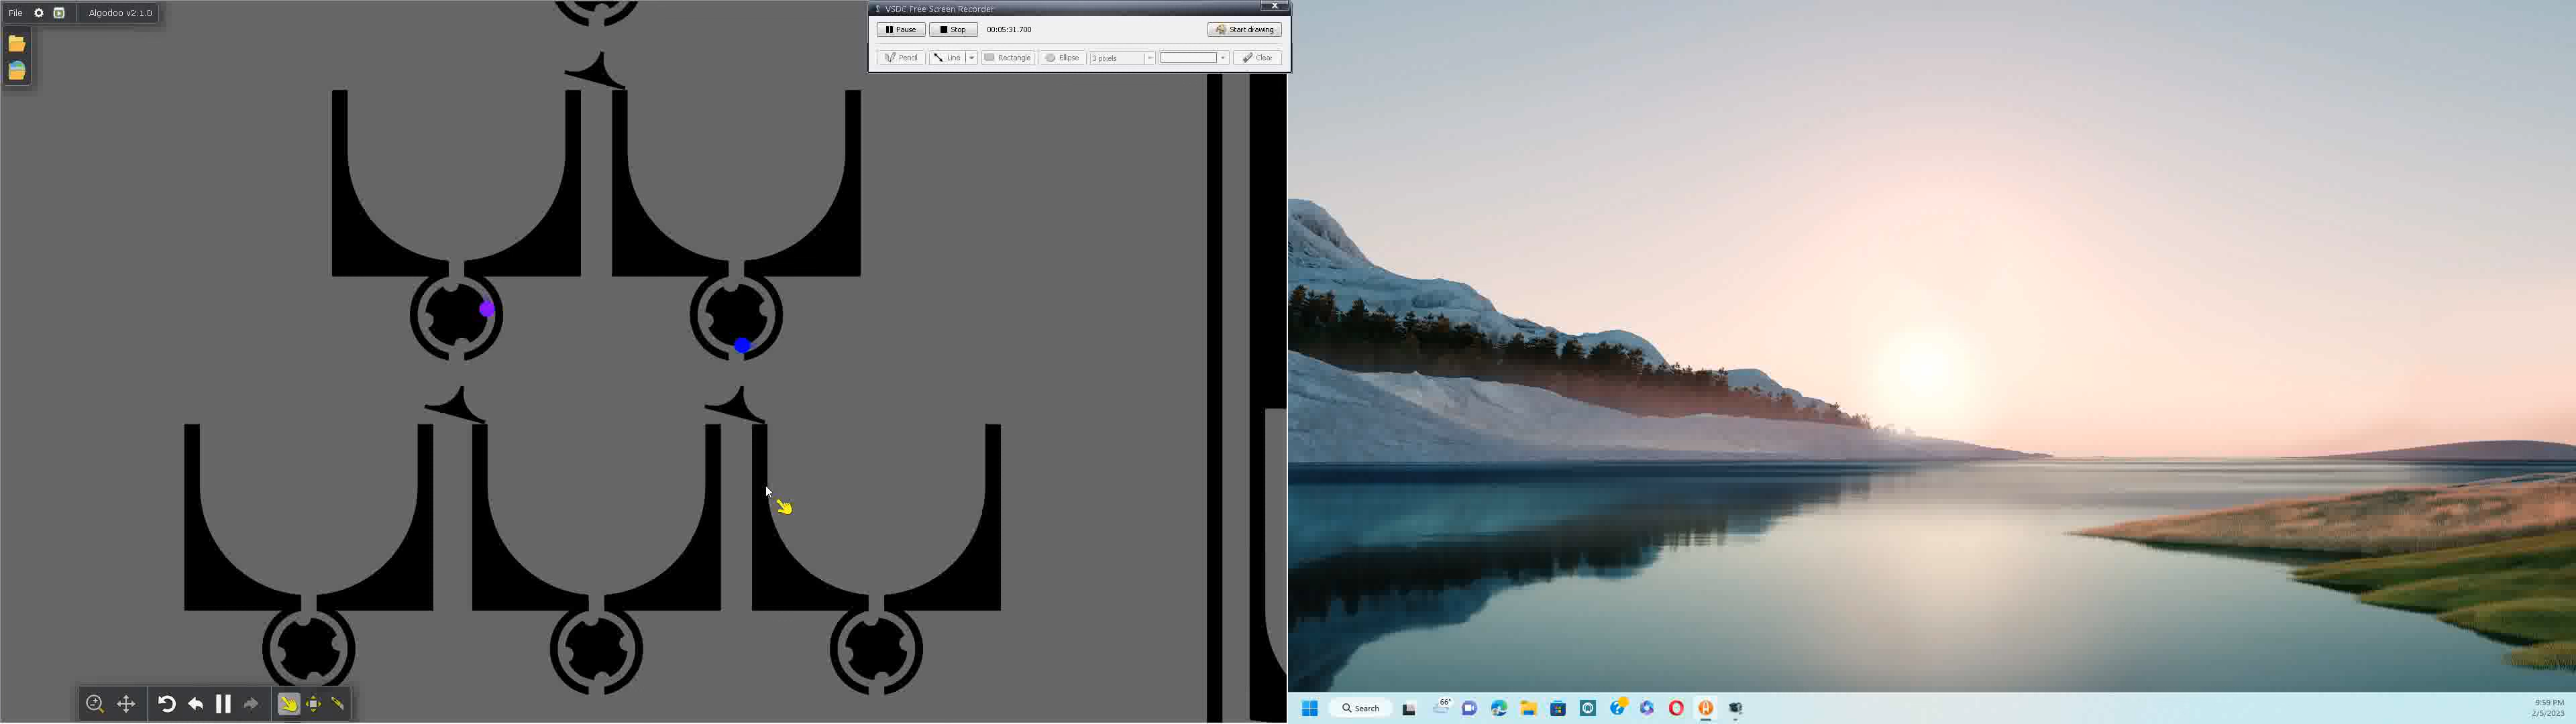 File
Algodoo v2.1.0
VSDC Free Screen Recorder
Pause
Stop
00:05:31.700
Start drawing
Pencil
Line
Rectangle
Ellipse
3 pixels
Clear
66°
Search
9:59 PM
2/5/2023